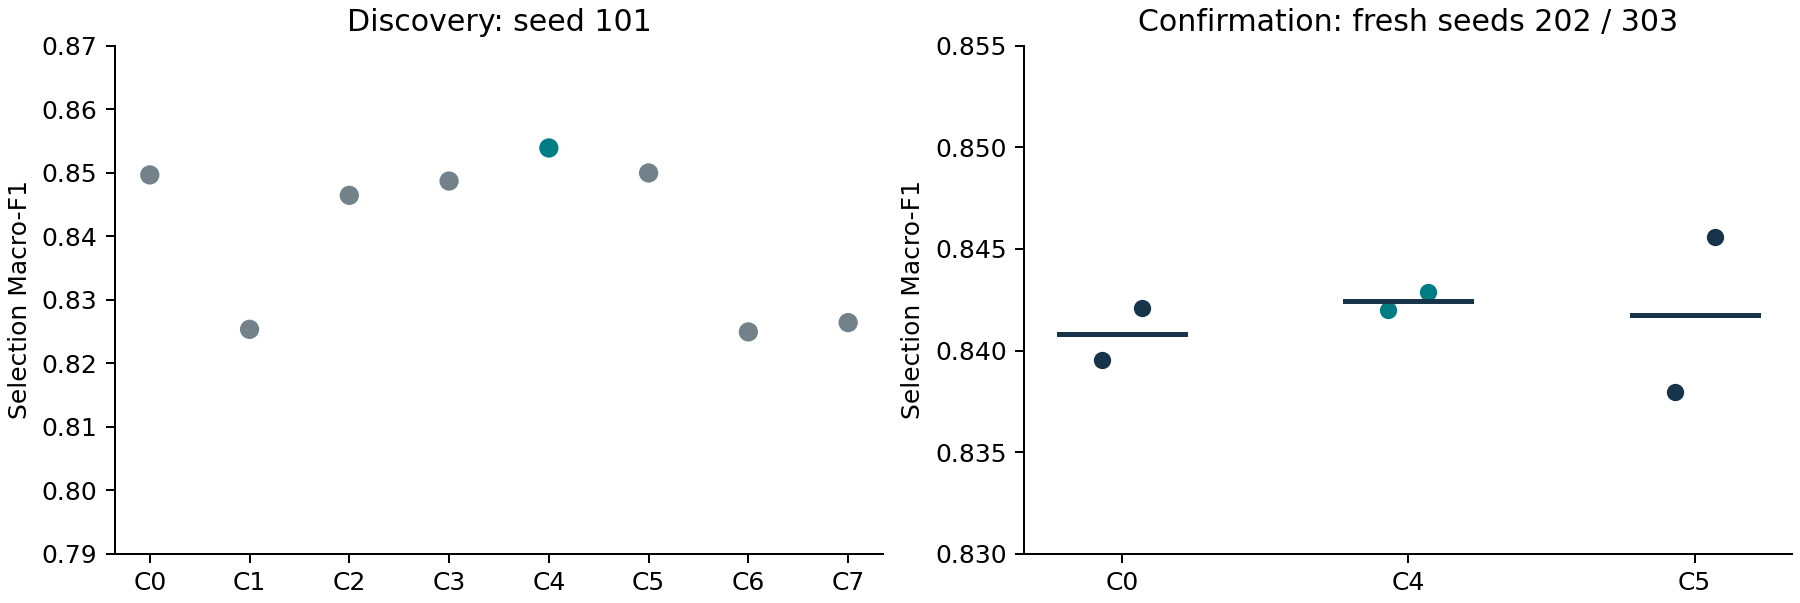 Discovery: seed 101
Selection Macro-F1
0.87
0.86
0.85
0.84
0.83
0.82
0.81
0.80
0.79
C0 C1 C2 C3 C4 C5 C6 C7
Confirmation: fresh seeds 202 / 303
Selection Macro-F1
0.855
0.850
0.845
0.840
0.835
0.830
C0 C4 C5